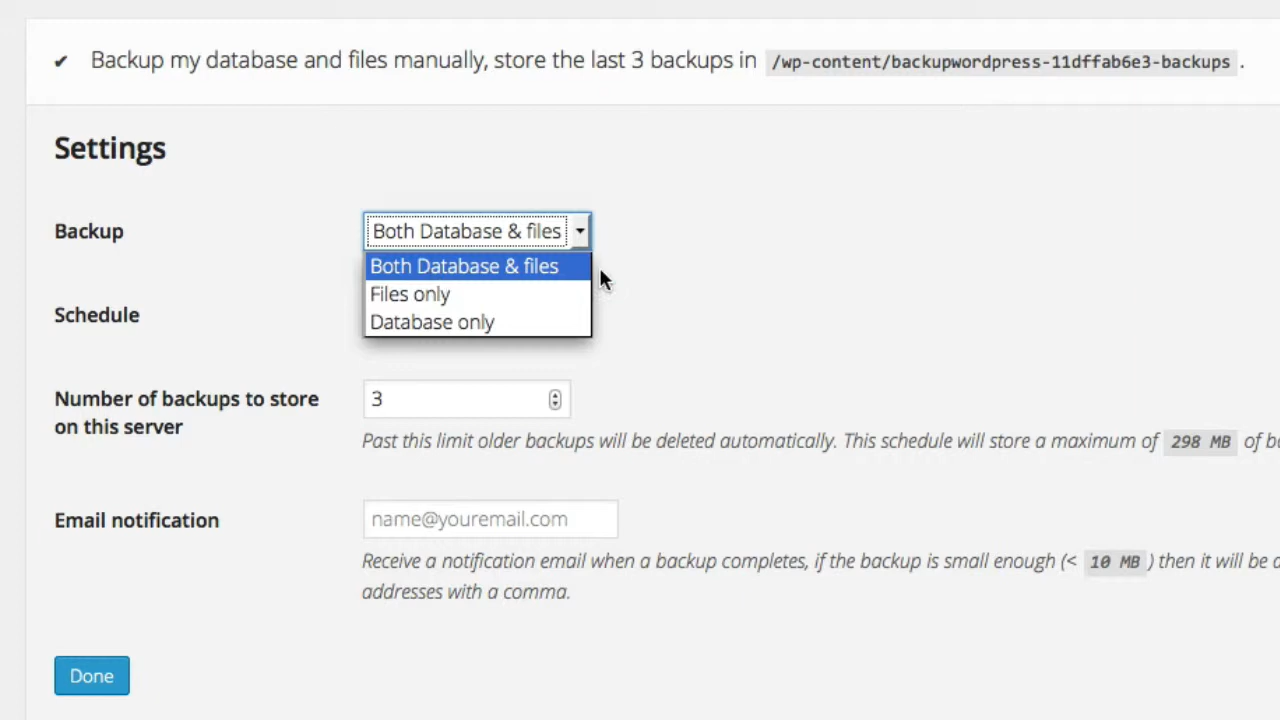 ✔ Backup my database and files manually, store the last 3 backups in /wp-content/backupwordpress-11dffab6e3-backups .
Settings
Backup
Both Database & files
Both Database & files
Files only
Database only
Schedule
Number of backups to store
on this server
3
Past this limit older backups will be deleted automatically. This schedule will store a maximum of 298 MB of
Email notification
name@youremail.com
Receive a notification email when a backup completes, if the backup is small enough (< 10 MB ) then it will be
addresses with a comma.
Done